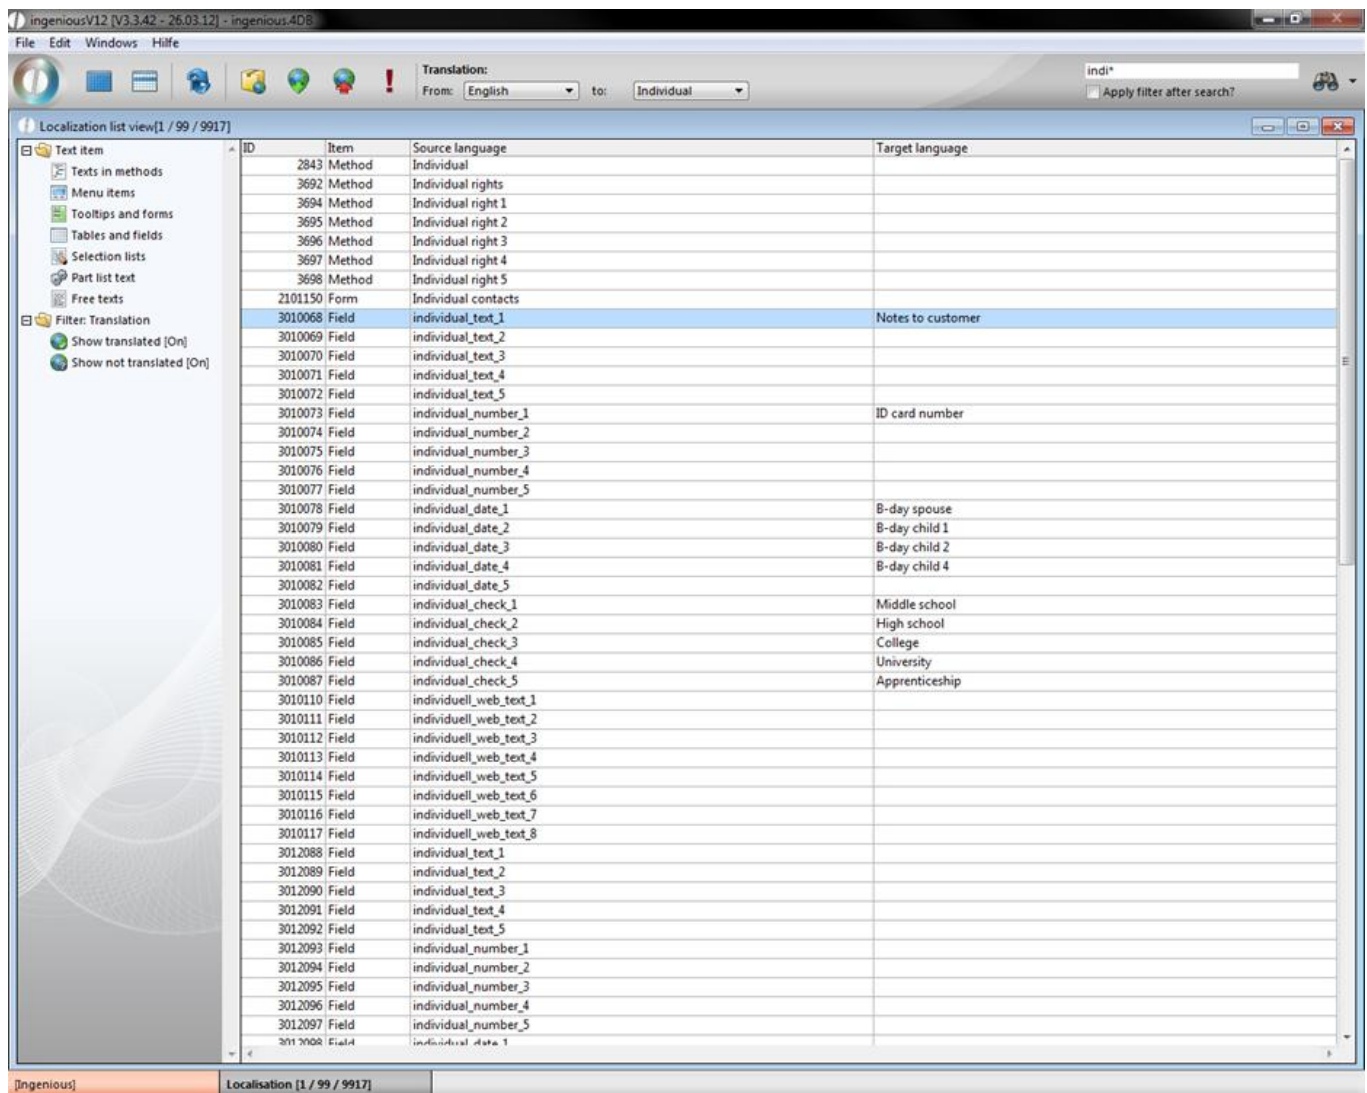 ingeniousV12 [V3.3.42 - 26.03.12] - ingenious.4DB
File Edit Windows Hilfe
Translation:
From: English to: Individual
indi*
Apply filter after search?
Localization list view[1 / 99 / 9917]
Text item
Texts in methods
Menu items
Tooltips and forms
Tables and fields
Selection lists
Part list text
Free texts
Filter: Translation
Show translated [On]
Show not translated [On]
ID Item Source language Target language
2843 Method Individual
3692 Method Individual rights
3694 Method Individual right 1
3695 Method Individual right 2
3696 Method Individual right 3
3697 Method Individual right 4
3698 Method Individual right 5
2101150 Form Individual contacts
3010068 Field individual_text_1 Notes to customer
3010069 Field individual_text_2
3010070 Field individual_text_3
3010071 Field individual_text_4
3010072 Field individual_text_5
3010073 Field individual_number_1 ID card number
3010074 Field individual_number_2
3010075 Field individual_number_3
3010076 Field individual_number_4
3010077 Field individual_number_5
3010078 Field individual_date_1 B-day spouse
3010079 Field individual_date_2 B-day child 1
3010080 Field individual_date_3 B-day child 2
3010081 Field individual_date_4 B-day child 4
3010082 Field individual_date_5
3010083 Field individual_check_1 Middle school
3010084 Field individual_check_2 High school
3010085 Field individual_check_3 College
3010086 Field individual_check_4 University
3010087 Field individual_check_5 Apprenticeship
3010110 Field individuell_web_text_1
3010111 Field individuell_web_text_2
3010112 Field individuell_web_text_3
3010113 Field individuell_web_text_4
3010114 Field individuell_web_text_5
3010115 Field individuell_web_text_6
3010116 Field individuell_web_text_7
3010117 Field individuell_web_text_8
3012088 Field individual_text_1
3012089 Field individual_text_2
3012090 Field individual_text_3
3012091 Field individual_text_4
3012092 Field individual_text_5
3012093 Field individual_number_1
3012094 Field individual_number_2
3012095 Field individual_number_3
3012096 Field individual_number_4
3012097 Field individual_number_5
3012098 Field individual_date_1
[Ingenious] Localisation [1 / 99 / 9917]